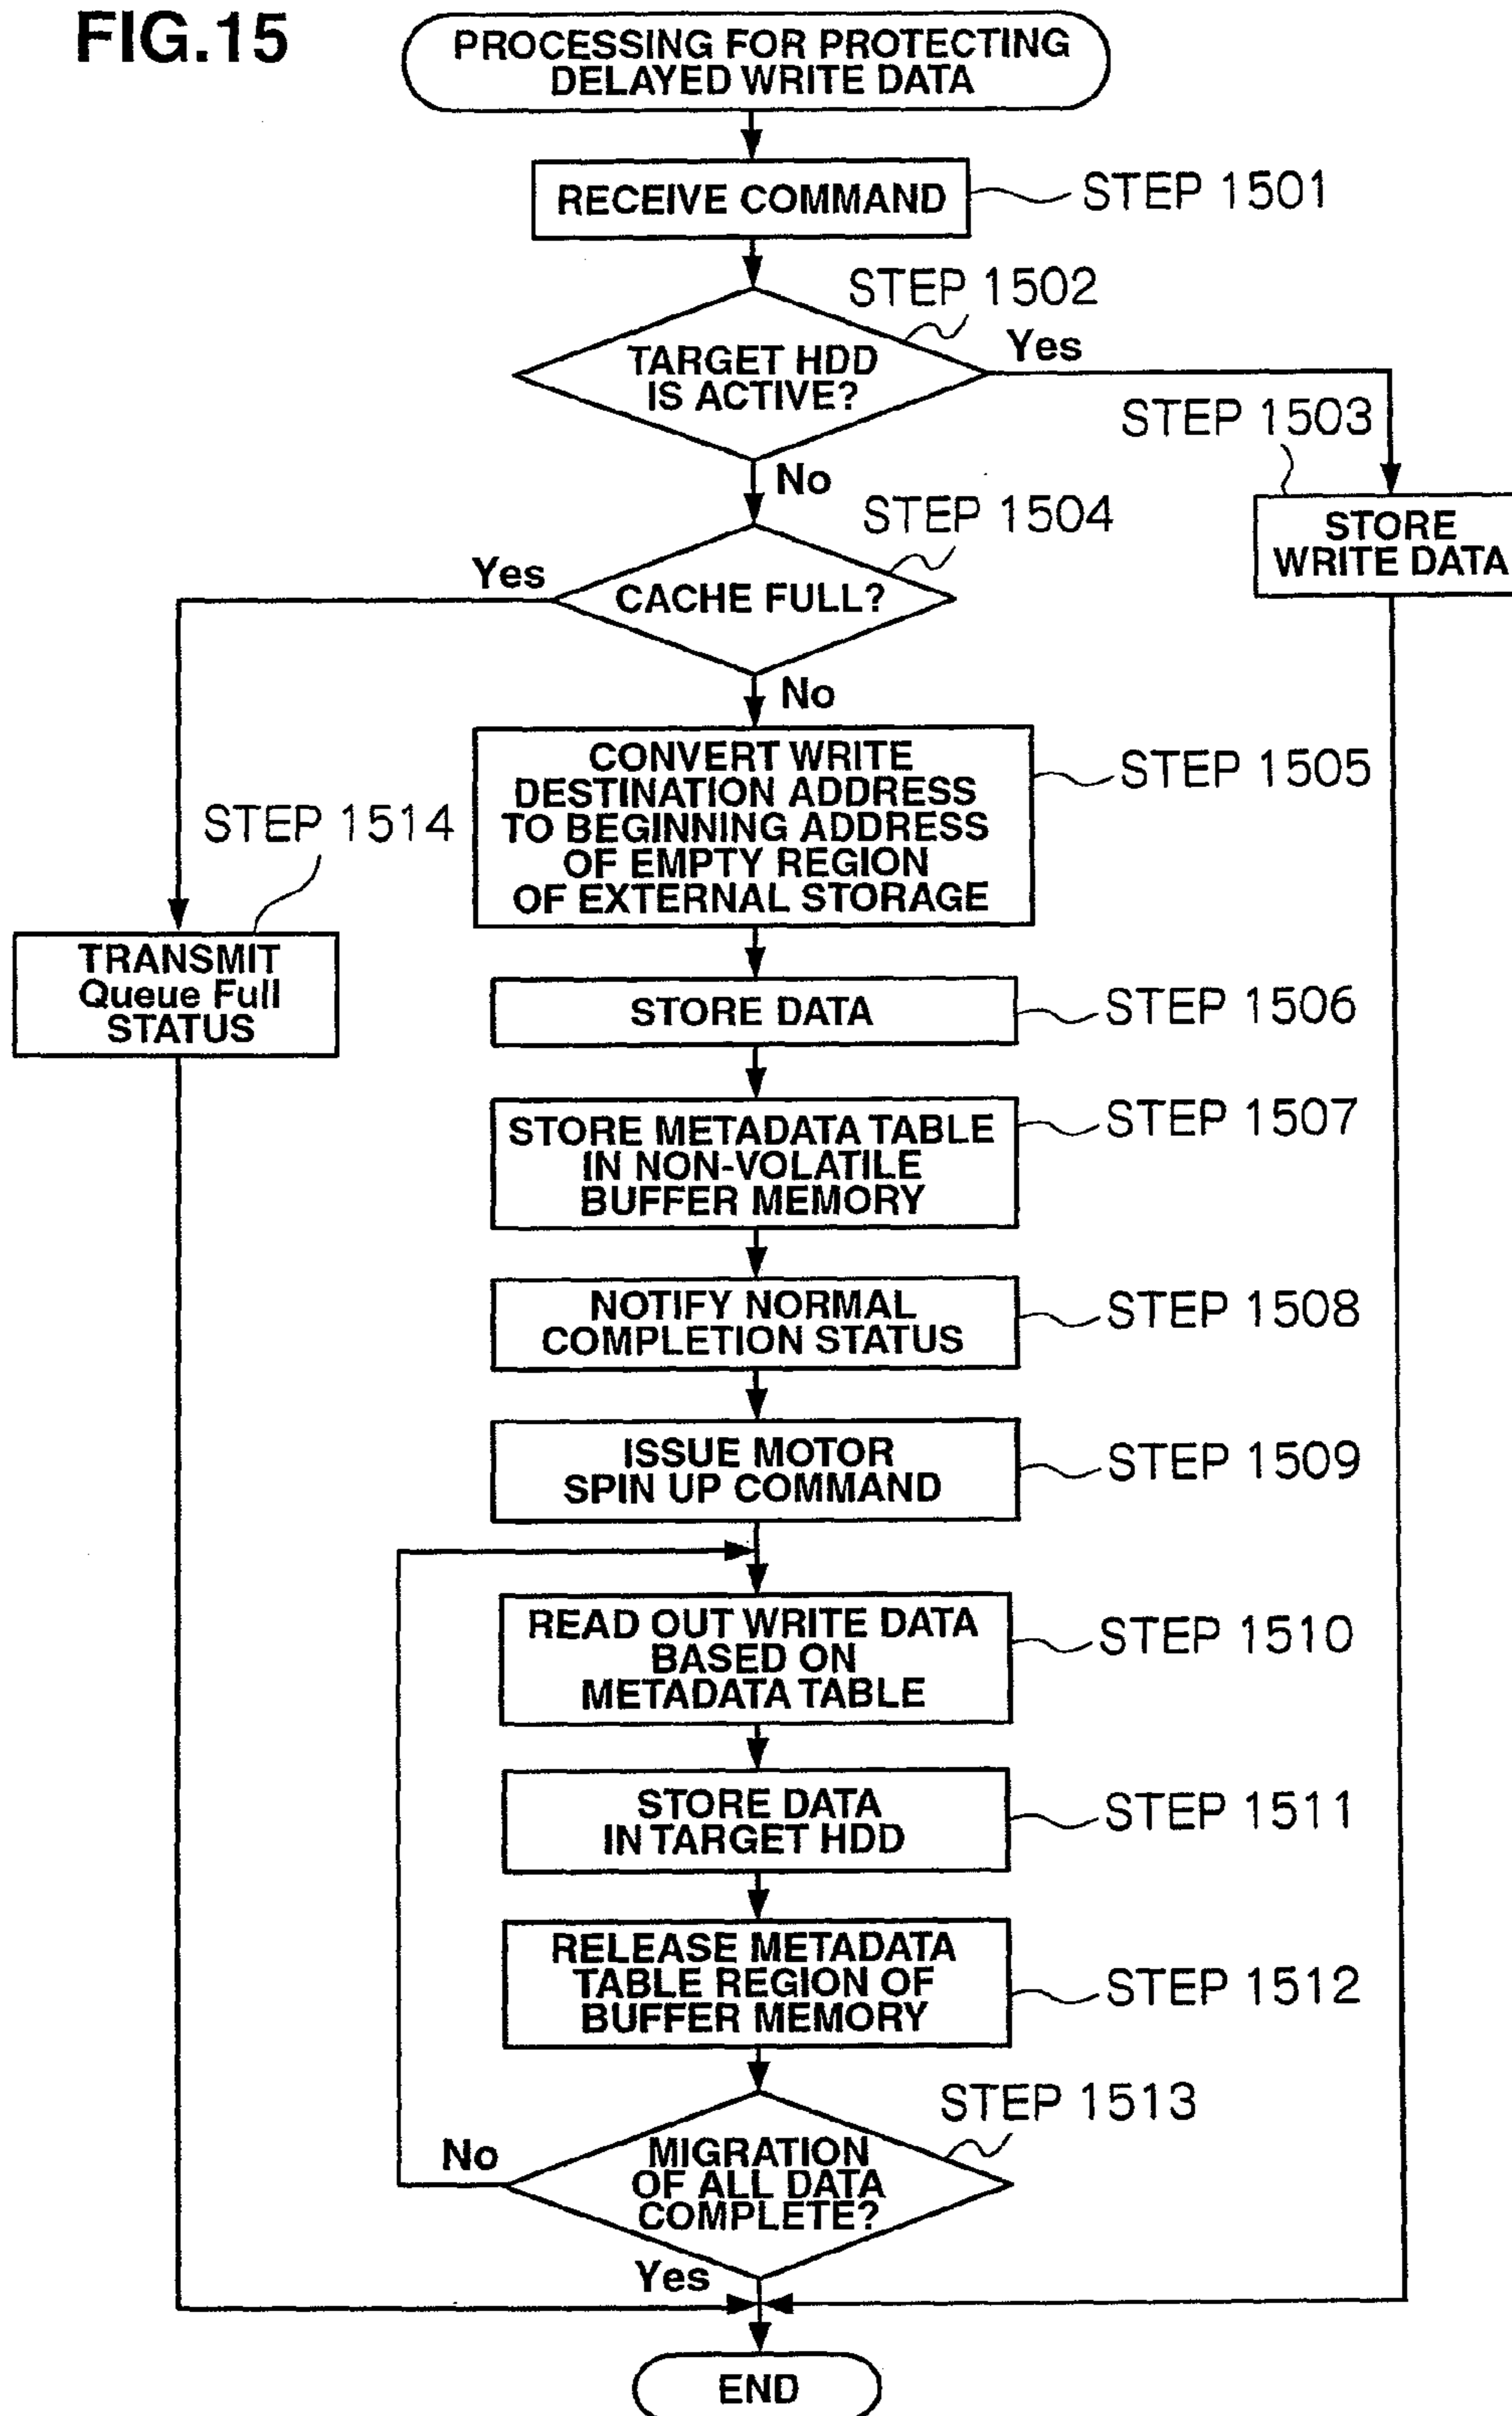 FIG.15
PROCESSING FOR PROTECTING
DELAYED WRITE DATA
RECEIVE COMMAND
STEP 1501
STEP 1502
TARGET HDD
IS ACTIVE?
Yes
No
STEP 1503
STORE
WRITE DATA
STEP 1504
CACHE FULL?
Yes
No
CONVERT WRITE
DESTINATION ADDRESS
TO BEGINNING ADDRESS
OF EMPTY REGION
OF EXTERNAL STORAGE
STEP 1505
STEP 1514
TRANSMIT
Queue Full
STATUS
STORE DATA
STEP 1506
STORE METADATA TABLE
IN NON-VOLATILE
BUFFER MEMORY
STEP 1507
NOTIFY NORMAL
COMPLETION STATUS
STEP 1508
ISSUE MOTOR
SPIN UP COMMAND
STEP 1509
READ OUT WRITE DATA
BASED ON
METADATA TABLE
STEP 1510
STORE DATA
IN TARGET HDD
STEP 1511
RELEASE METADATA
TABLE REGION OF
BUFFER MEMORY
STEP 1512
STEP 1513
MIGRATION
OF ALL DATA
COMPLETE?
No
Yes
END